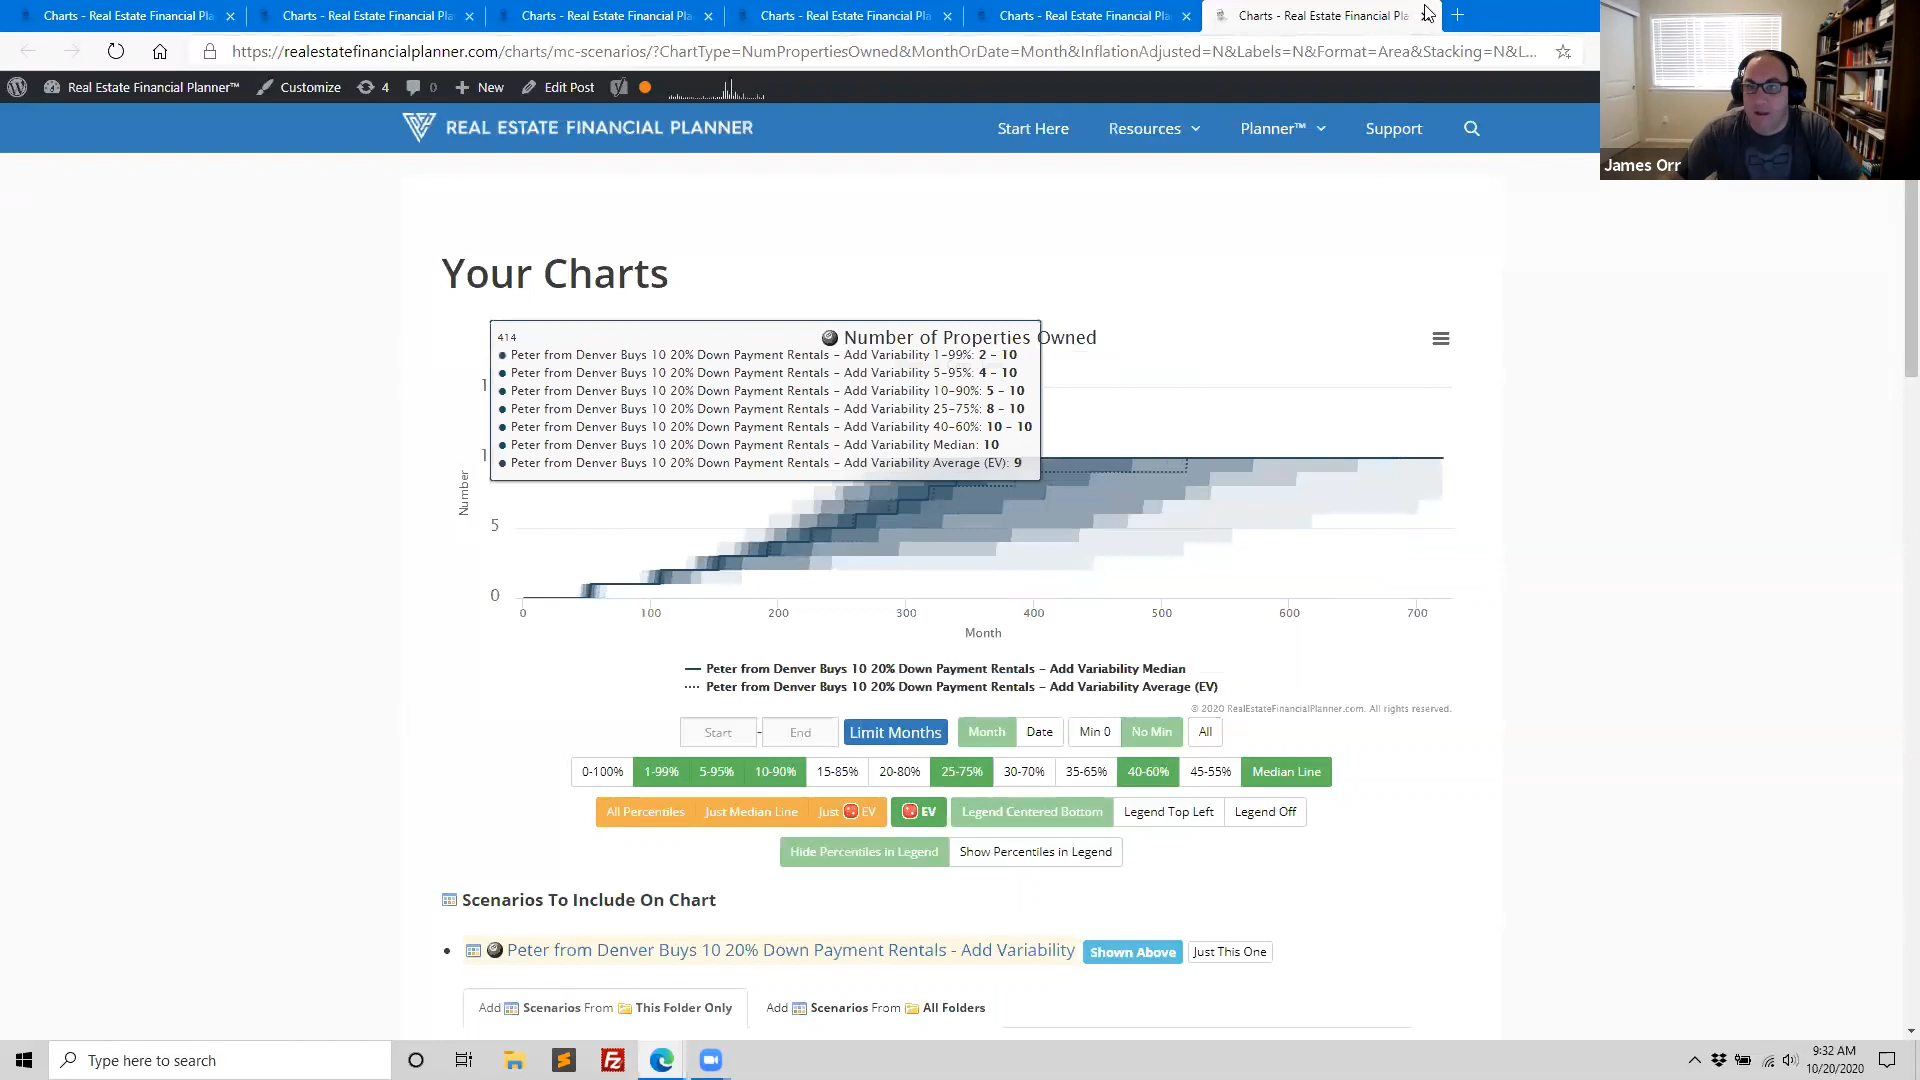 Charts - Real Estate Financial Pla
Charts - Real Estate Financial Pla
Charts - Real Estate Financial Pla
Charts - Real Estate Financial Pla
Charts - Real Estate Financial Pla
Charts - Real Estate Financial Pla
https://realestatefinancialplanner.com/charts/mc-scenarios/?ChartType=NumPropertiesOwned&MonthOrDate=Month&InflationAdjusted=N&Labels=N&Format=Area&Stacking=N&L...
Real Estate Financial Planner™
Customize
4
0
New
Edit Post
REAL ESTATE FINANCIAL PLANNER
Start Here
Resources
Planner™
Support
James Orr
Your Charts
Number of Properties Owned
414
Peter from Denver Buys 10 20% Down Payment Rentals - Add Variability 1-99%: 2 - 10
Peter from Denver Buys 10 20% Down Payment Rentals - Add Variability 5-95%: 4 - 10
Peter from Denver Buys 10 20% Down Payment Rentals - Add Variability 10-90%: 5 - 10
Peter from Denver Buys 10 20% Down Payment Rentals - Add Variability 25-75%: 8 - 10
Peter from Denver Buys 10 20% Down Payment Rentals - Add Variability 40-60%: 10 - 10
Peter from Denver Buys 10 20% Down Payment Rentals - Add Variability Median: 10
Peter from Denver Buys 10 20% Down Payment Rentals - Add Variability Average (EV): 9
Number
1
1
5
0
0 100 200 300 400 500 600 700
Month
Peter from Denver Buys 10 20% Down Payment Rentals - Add Variability Median
Peter from Denver Buys 10 20% Down Payment Rentals - Add Variability Average (EV)
© 2020 RealEstateFinancialPlanner.com. All rights reserved.
Start - End Limit Months Month Date Min 0 No Min All
0-100% 1-99% 5-95% 10-90% 15-85% 20-80% 25-75% 30-70% 35-65% 40-60% 45-55% Median Line
All Percentiles Just Median Line Just EV EV Legend Centered Bottom Legend Top Left Legend Off
Hide Percentiles in Legend Show Percentiles in Legend
Scenarios To Include On Chart
Peter from Denver Buys 10 20% Down Payment Rentals - Add Variability Shown Above Just This One
Add Scenarios From This Folder Only
Add Scenarios From All Folders
Type here to search
9:32 AM
10/20/2020